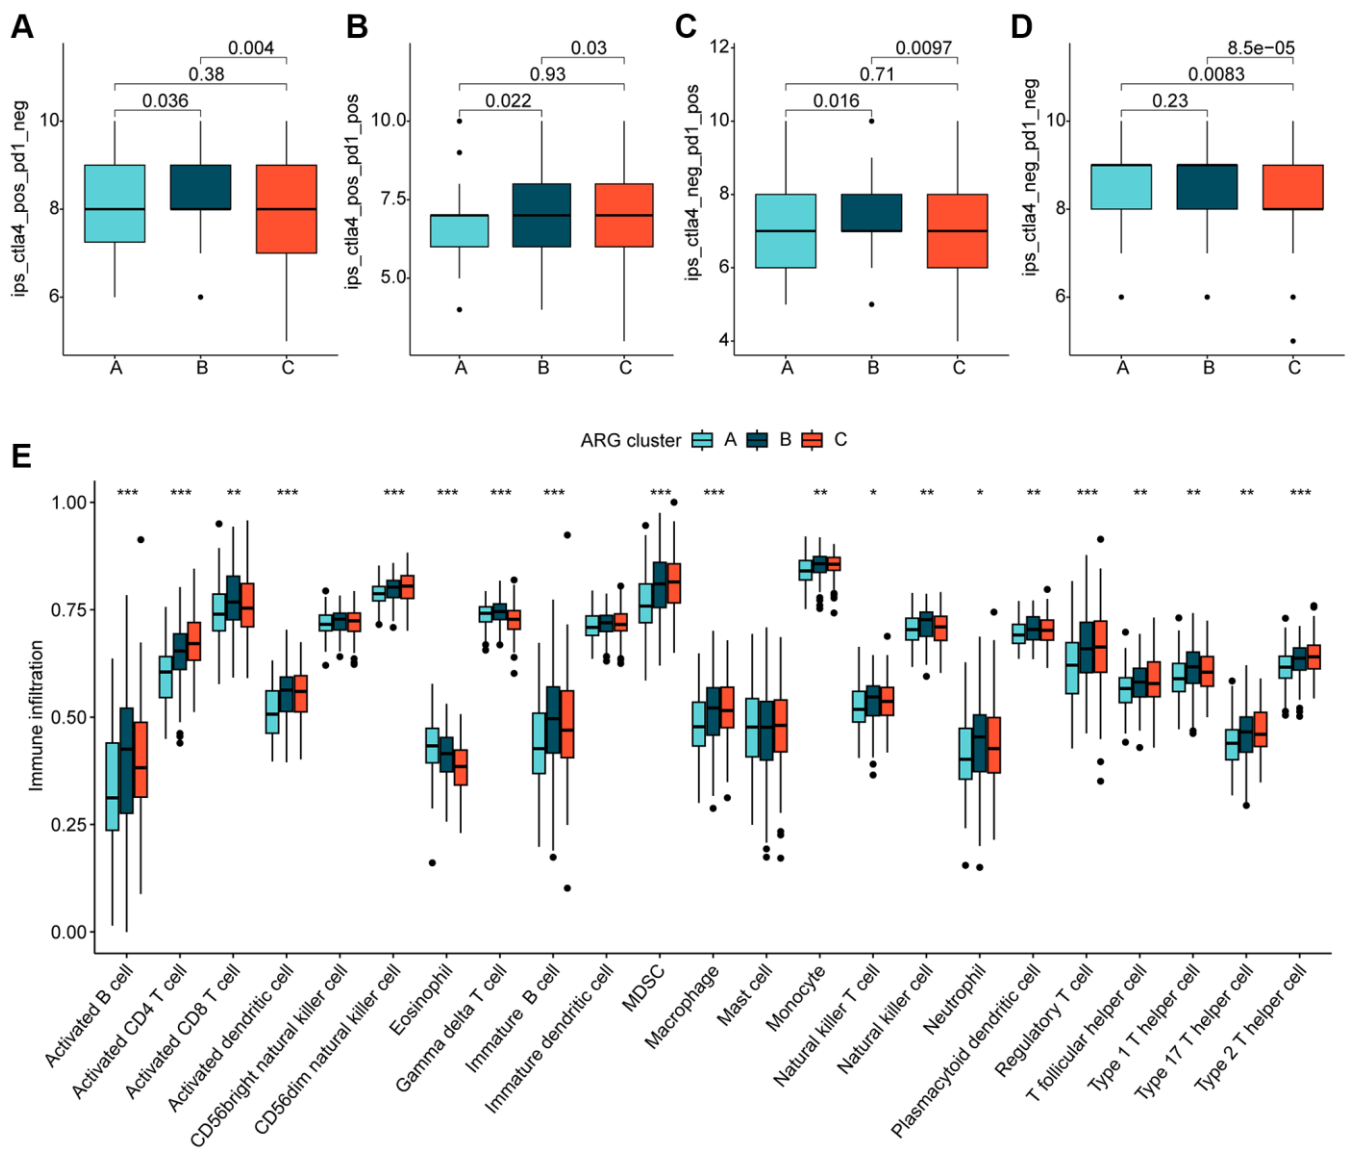 A
B
C
D
ips_ctla4_pos_pd1_neg
0.004
0.38
0.036
10
8
6
A B C
ips_ctla4_pos_pd1_pos
0.03
0.93
0.022
10.0
7.5
5.0
A B C
ips_ctla4_neg_pd1_pos
0.0097
0.71
0.016
12
10
8
6
4
A B C
ips_ctla4_neg_pd1_neg
8.5e−05
0.0083
0.23
10
8
6
A B C
E
ARG cluster A B C
*** *** ** *** *** *** *** *** *** *** ** * ** * ** *** ** ** ** ***
Immune infiltration
1.00
0.75
0.50
0.25
0.00
Activated B cell
Activated CD4 T cell
Activated CD8 T cell
Activated dendritic cell
CD56bright natural killer cell
CD56dim natural killer cell
Eosinophil
Gamma delta T cell
Immature B cell
Immature dendritic cell
MDSC
Macrophage
Mast cell
Monocyte
Natural killer T cell
Natural killer cell
Neutrophil
Plasmacytoid dendritic cell
Regulatory T cell
T follicular helper cell
Type 1 T helper cell
Type 17 T helper cell
Type 2 T helper cell